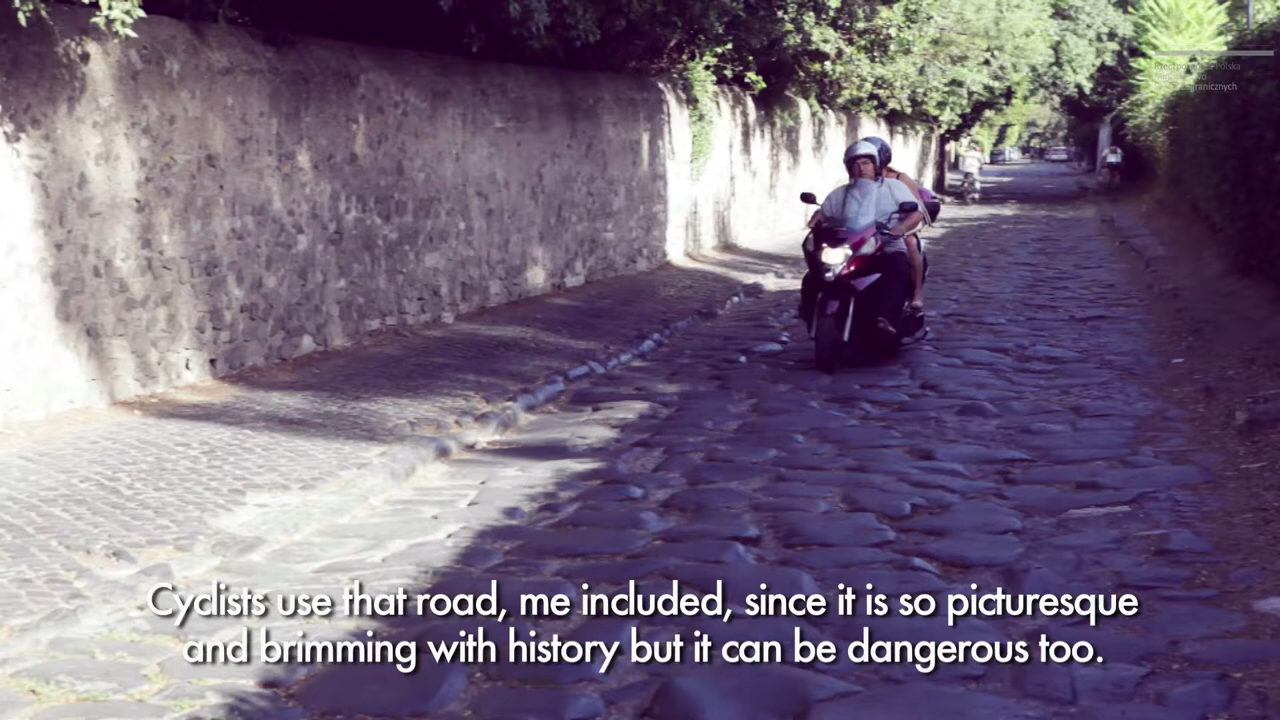 Polska
Cyclists use that road, me included, since it is so picturesque
and brimming with history but it can be dangerous too.